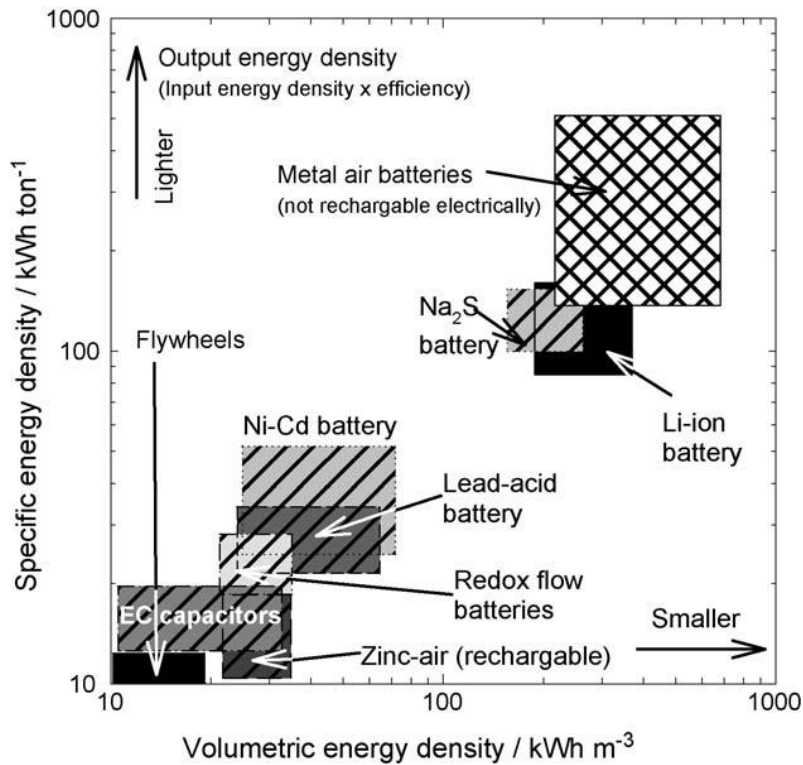 1000
Output energy density
(Input energy density x efficiency)
Lighter
Metal air batteries
(not rechargable electrically)
Specific energy density / kWh ton⁻¹
Na₂S
battery
Flywheels
100
Li-ion
battery
Ni-Cd battery
Lead-acid
battery
Redox flow
batteries
EC capacitors
Smaller
Zinc-air (rechargable)
10
10
100
1000
Volumetric energy density / kWh m⁻³